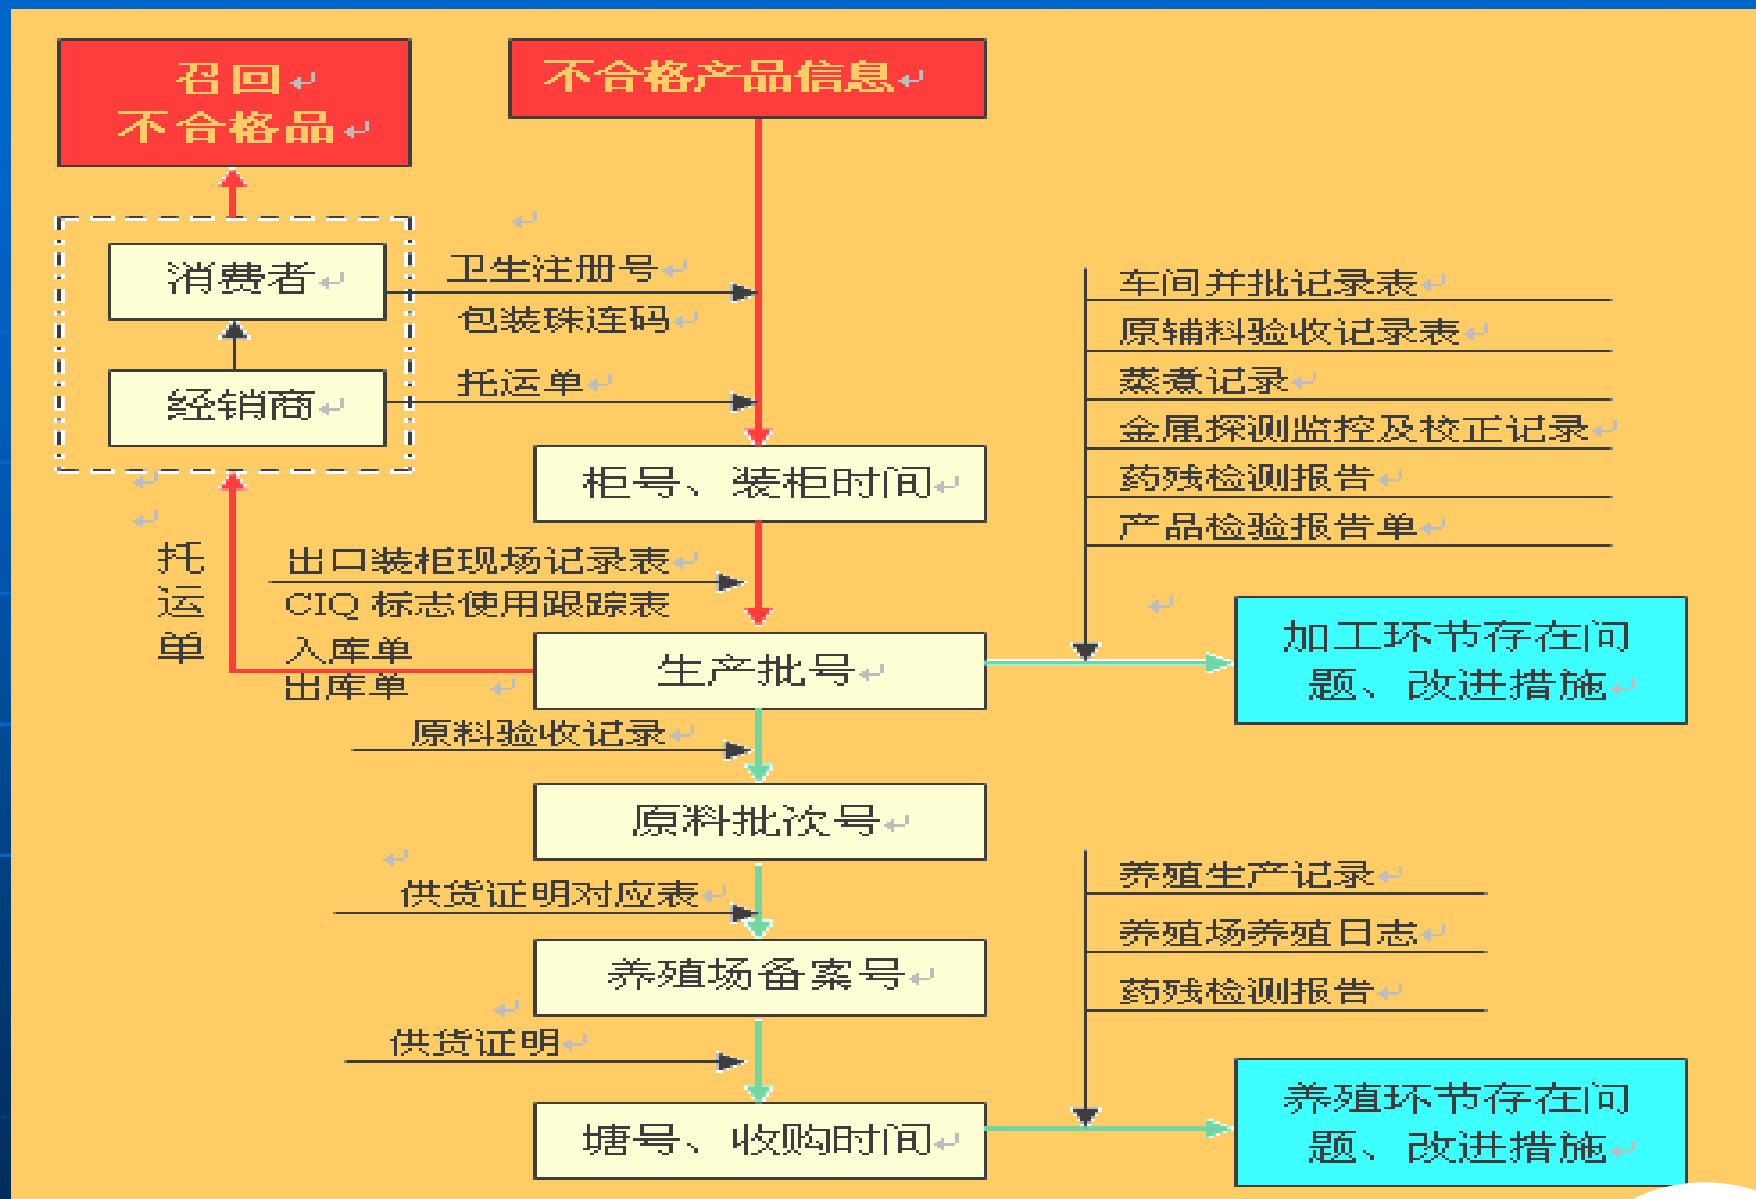 召回
不合格品
不合格产品信息
消费者
卫生注册号
包装珠连码
经销商
托运单
柜号、装柜时间
车间并批记录表
原辅料验收记录表
蒸煮记录
金属探测监控及校正记录
药残检测报告
产品检验报告单
托
运
单
出口装柜现场记录表
CIQ 标志使用跟踪表
入库单
出库单
生产批号
加工环节存在问
题、改进措施
原料验收记录
原料批次号
供货证明对应表
养殖场备案号
养殖生产记录
养殖场养殖日志
药残检测报告
供货证明
塘号、收购时间
养殖环节存在问
题、改进措施